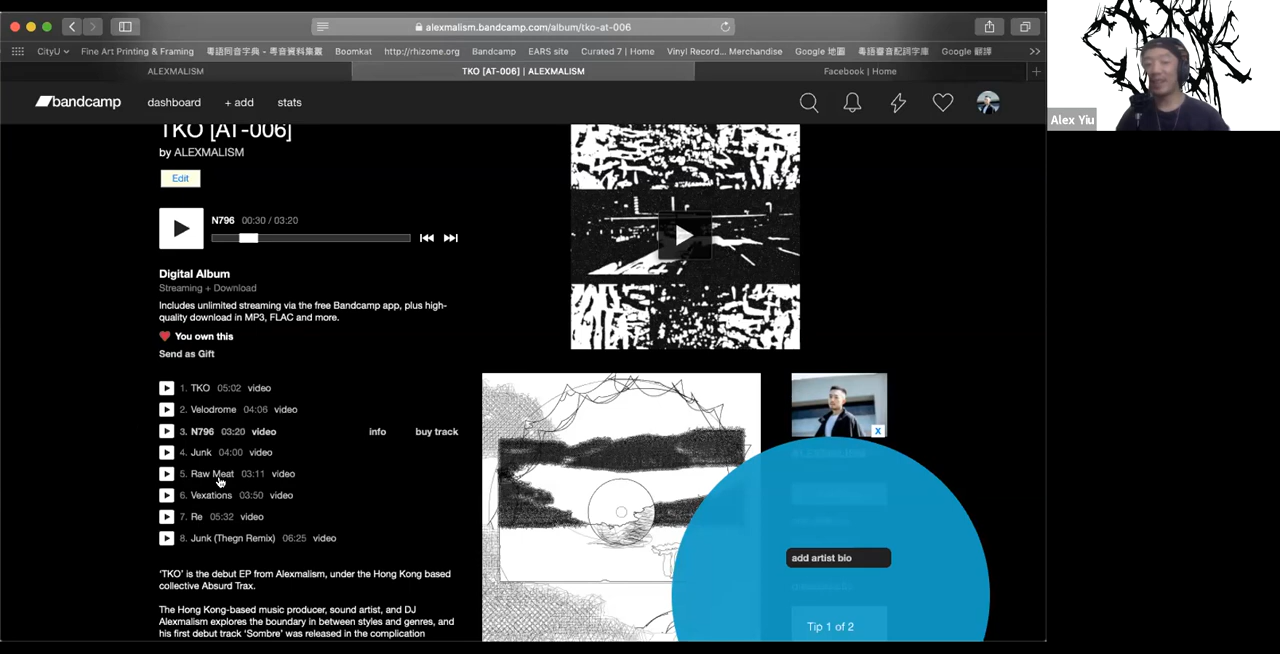 alexmalism.bandcamp.com/album/tko-at-006
CityU
Fine Art Printing & Framing
粵語同音字典 - 粵音資料集叢
Boomkat
http://rhizome.org
Bandcamp
EARS site
Curated 7 | Home
Vinyl Record... Merchandise
Google 地圖
粵語審音配詞字庫
Google 翻譯
>>
ALEXMALISM
TKO [AT-006] | ALEXMALISM
Facebook | Home
Alex Yiu
bandcamp
dashboard
+ add
stats
TKO [AT-006]
by ALEXMALISM
Edit
N796 00:30 / 03:20
Digital Album
Streaming + Download
Includes unlimited streaming via the free Bandcamp app, plus high-
quality download in MP3, FLAC and more.
You own this
Send as Gift
1. TKO 05:02 video
2. Velodrome 04:06 video
3. N796 03:20 video info buy track
4. Junk 04:00 video
5. Raw Meat 03:11 video
6. Vexations 03:50 video
7. Re 05:32 video
8. Junk (Thegn Remix) 06:25 video
'TKO' is the debut EP from Alexmalism, under the Hong Kong based
collective Absurd Trax.
The Hong Kong-based music producer, sound artist, and DJ
Alexmalism explores the boundary in between styles and genres, and
his first debut track 'Sombre' was released in the complication
X
add artist bio
Tip 1 of 2